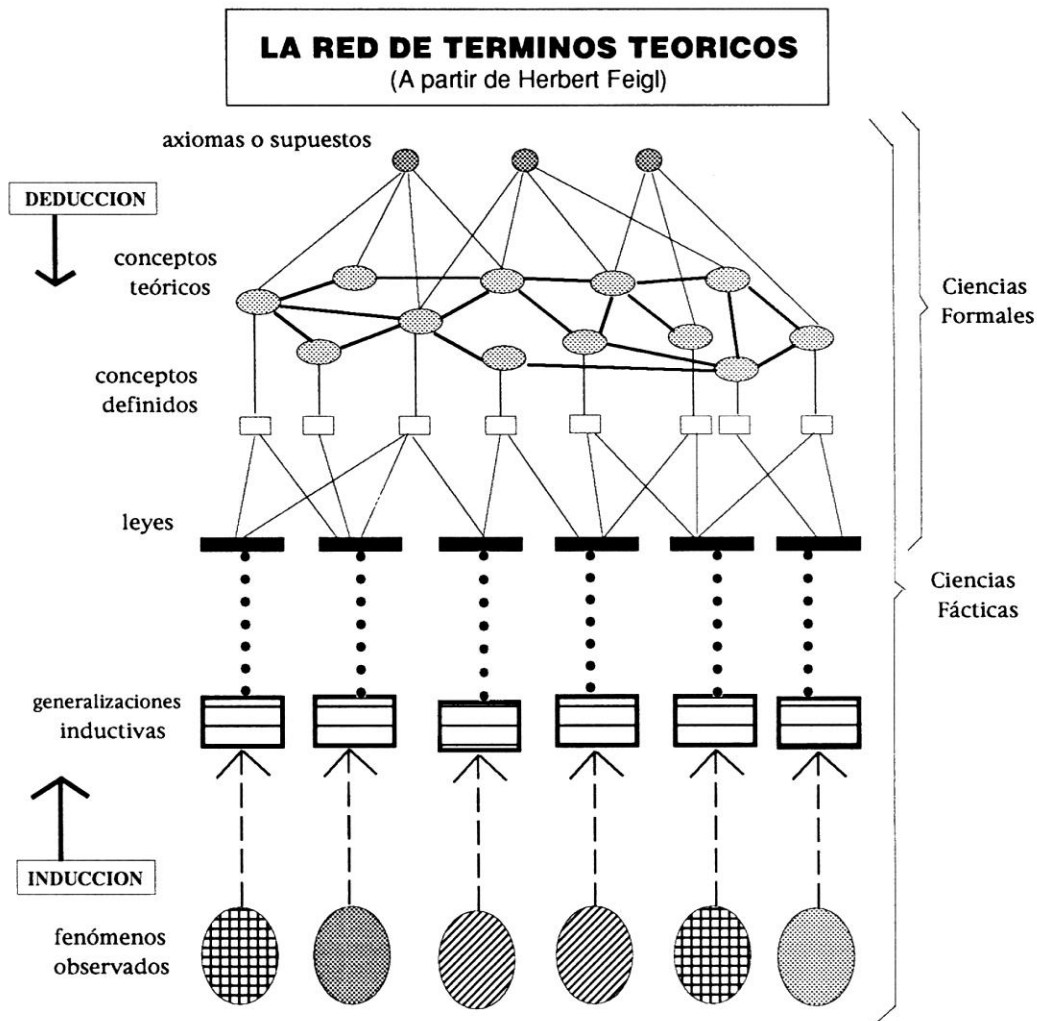 LA RED DE TERMINOS TEORICOS
(A partir de Herbert Feigl)
axiomas o supuestos
DEDUCCION
conceptos
teóricos
Ciencias
Formales
conceptos
definidos
leyes
Ciencias
Fácticas
generalizaciones
inductivas
INDUCCION
fenómenos
observados